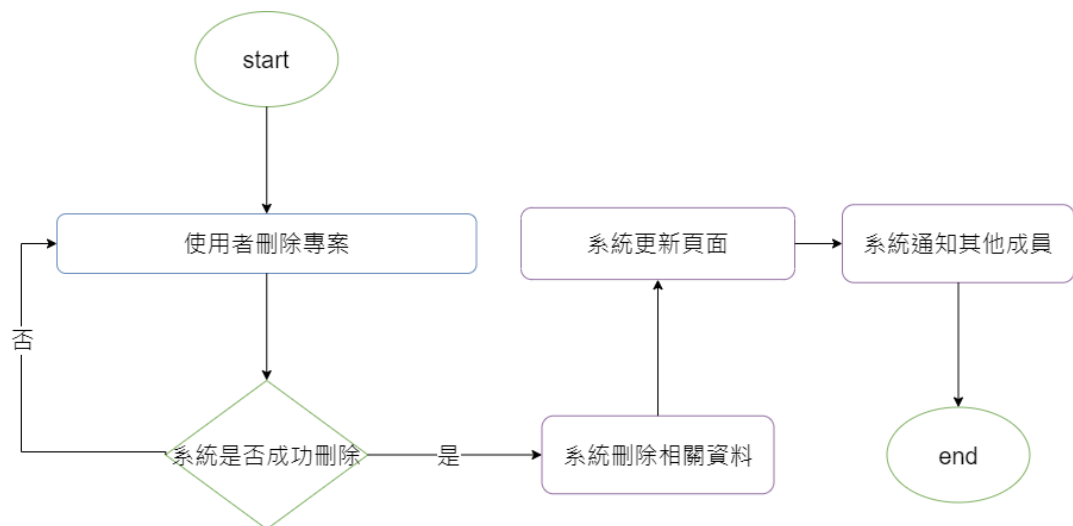 start
使用者刪除專案
否
系統是否成功刪除
是
系統刪除相關資料
系統更新頁面
系統通知其他成員
end